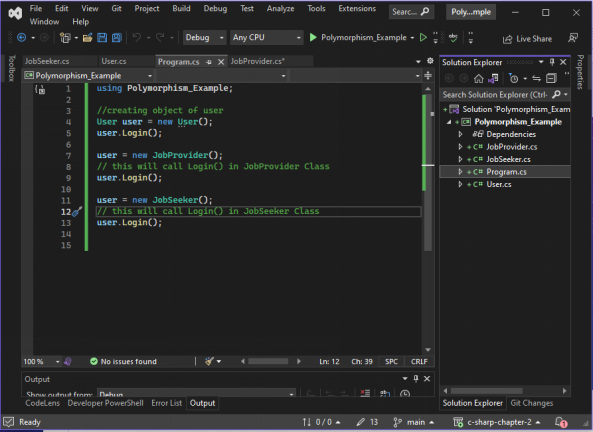 File Edit View Git Project Build Debug Test Analyze Tools Extensions
Window Help
Searc...
Poly...mple
Debug
Any CPU
Polymorphism_Example
Live Share
Toolbox
JobSeeker.cs
User.cs
Program.cs
JobProvider.cs*
Polymorphism_Example
1 using Polymorphism_Example;
2
3 //creating object of user
4 User user = new User();
5 user.Login();
6
7 user = new JobProvider();
8 // this will call Login() in JobProvider Class
9 user.Login();
10
11 user = new JobSeeker();
12 // this will call Login() in JobSeeker Class
13 user.Login();
14
15
100 %
No issues found
Ln: 12 Ch: 39 SPC CRLF
Output
Show output from: Debug
CodeLens Developer PowerShell Error List Output
Solution Explorer
Search Solution Explorer (Ctrl-
Solution 'Polymorphism_Exam
Polymorphism_Example
Dependencies
C# JobProvider.cs
C# JobSeeker.cs
C# Program.cs
C# User.cs
Solution Explorer Git Changes
Properties
Ready
0 / 0
13
main
c-sharp-chapter-2
1